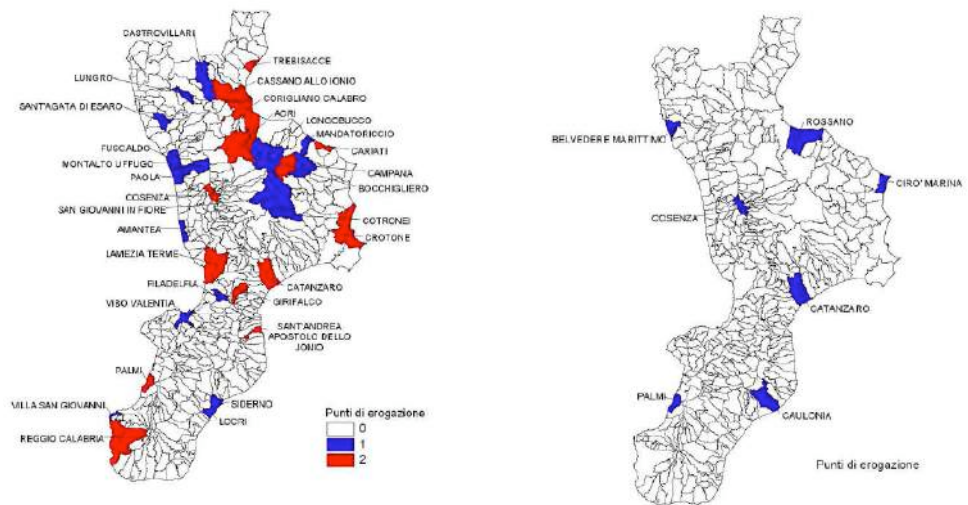 CASTROVILLARI
TREBISACCE
LUNGRO
CASSANO ALLO IONIO
CORIGLIANO CALABRO
SANT'AGATA DI ESARO
ACRI
LONGOBUCCO
MANDATORICCIO
FUSCALDO
CARIATI
MONTALTO UFFUGO
CAMPANA
PAOLA
BOCCHIGLIERO
COSENZA
SAN GIOVANNI IN FIORE
COTRONEI
AMANTEA
CROTONE
LAMEZIA TERME
FILADELFIA
CATANZARO
GIRIFALCO
VIBO VALENTIA
SANT'ANDREA
APOSTOLO DELLO
JONIO
PALMI
VILLA SAN GIOVANNI
SIDERNO
LOCRI
REGGIO CALABRIA
Punti di erogazione
0
1
2
BELVEDERE MARITTIMO
ROSSANO
CIRO' MARINA
COSENZA
CATANZARO
PALMI
CAULONIA
Punti di erogazione